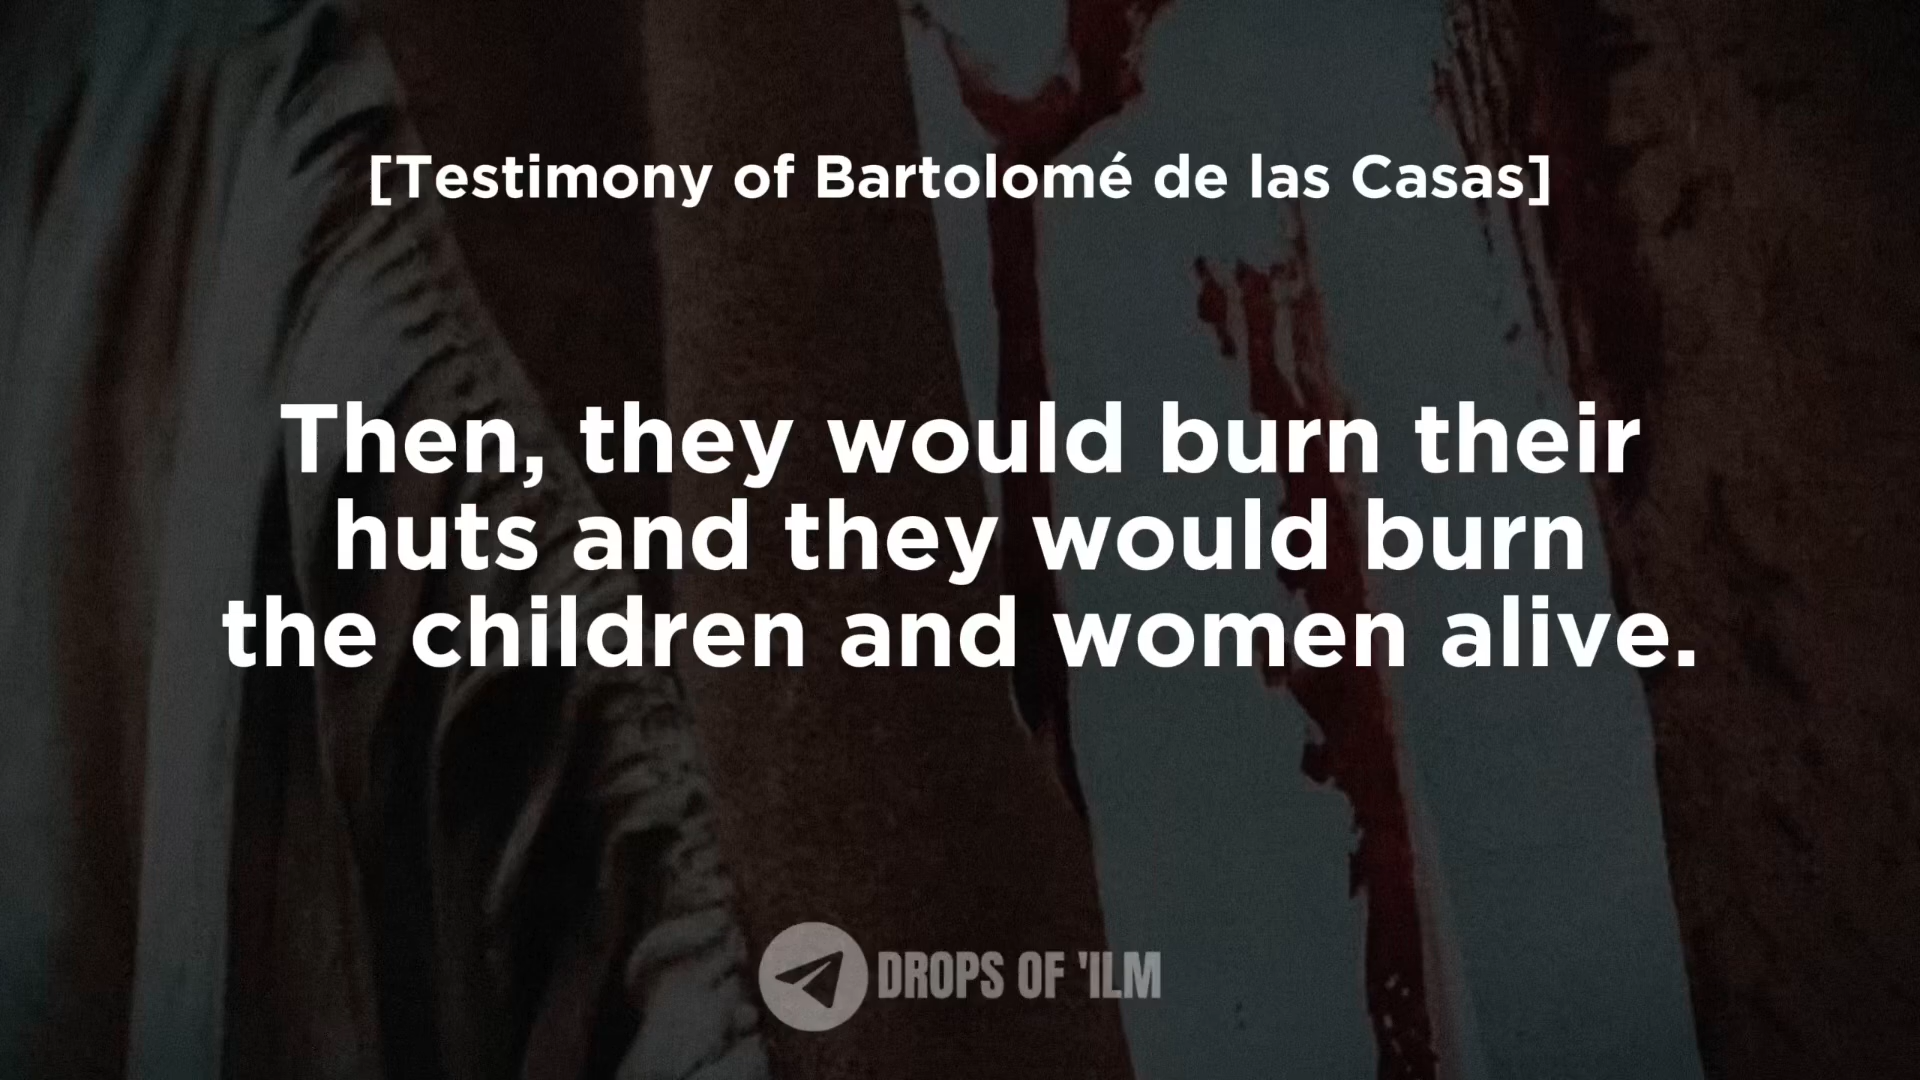 [Testimony of Bartolomé de las Casas]
Then, they would burn their
huts and they would burn
the children and women alive.
DROPS OF 'ILM